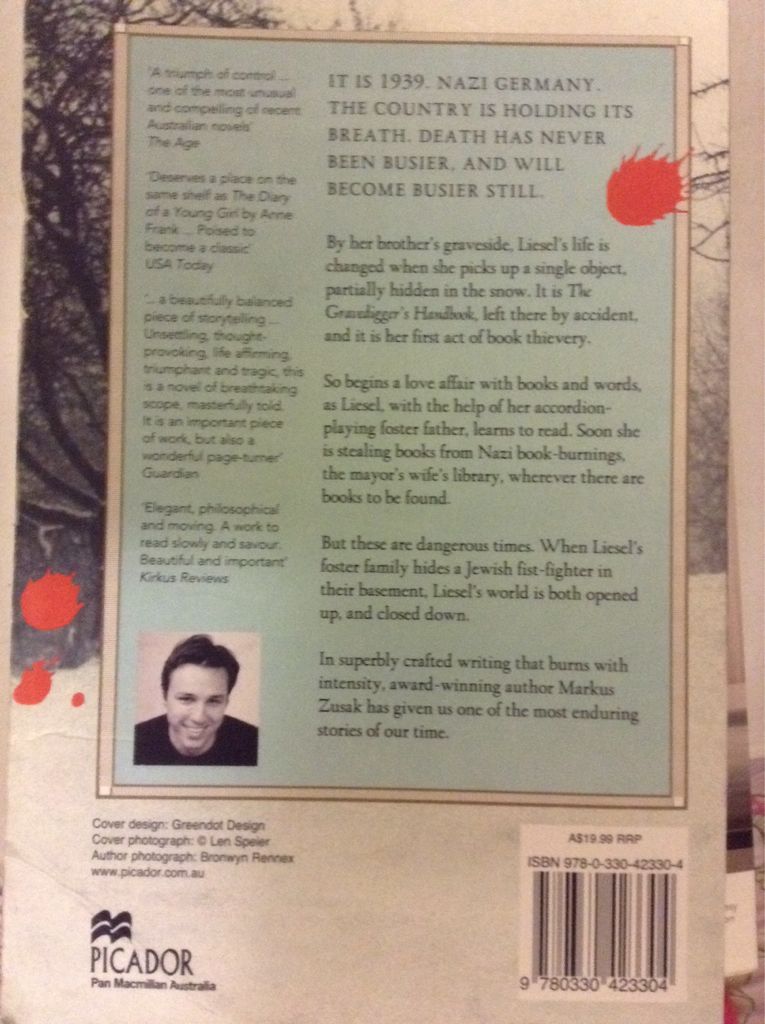 'A triumph of control ...
one of the most unusual
and compelling of recent
Australian novels'
The Age
'Deserves a place on the
same shelf as The Diary
of a Young Girl by Anne
Frank ... Poised to
become a classic'
USA Today
'... a beautifully balanced
piece of storytelling ...
Unsettling, thought-
provoking, life affirming,
triumphant and tragic, this
is a novel of breathtaking
scope, masterfully told.
It is an important piece
of work, but also a
wonderful page-turner'
Guardian
'Elegant, philosophical
and moving. A work to
read slowly and savour.
Beautiful and important'
Kirkus Reviews
IT IS 1939. NAZI GERMANY.
THE COUNTRY IS HOLDING ITS
BREATH. DEATH HAS NEVER
BEEN BUSIER, AND WILL
BECOME BUSIER STILL.
By her brother's graveside, Liesel's life is
changed when she picks up a single object,
partially hidden in the snow. It is The
Gravedigger's Handbook, left there by accident,
and it is her first act of book thievery.
So begins a love affair with books and words,
as Liesel, with the help of her accordion-
playing foster father, learns to read. Soon she
is stealing books from Nazi book-burnings,
the mayor's wife's library, wherever there are
books to be found.
But these are dangerous times. When Liesel's
foster family hides a Jewish fist-fighter in
their basement, Liesel's world is both opened
up, and closed down.
In superbly crafted writing that burns with
intensity, award-winning author Markus
Zusak has given us one of the most enduring
stories of our time.
Cover design: Greendot Design
Cover photograph: © Len Speier
Author photograph: Bronwyn Rennex
www.picador.com.au
PICADOR
Pan Macmillan Australia
A$19.99 RRP
ISBN 978-0-330-42330-4
9 780330 423304